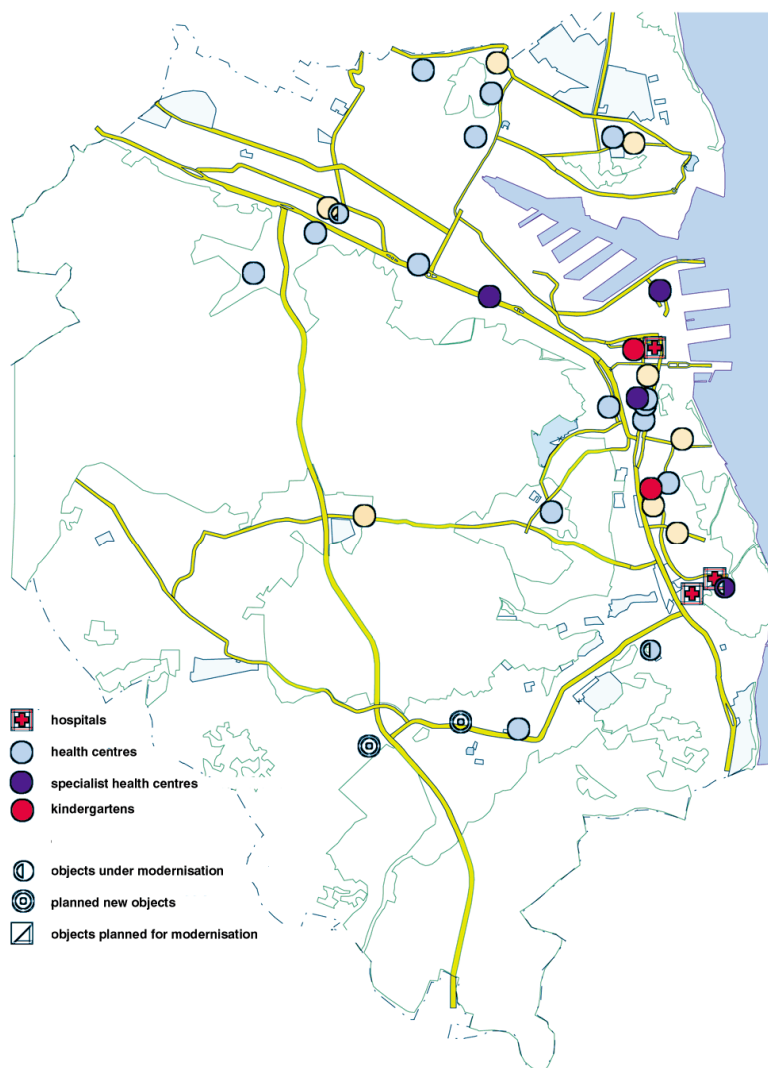 hospitals
health centres
specialist health centres
kindergartens
objects under modernisation
planned new objects
objects planned for modernisation